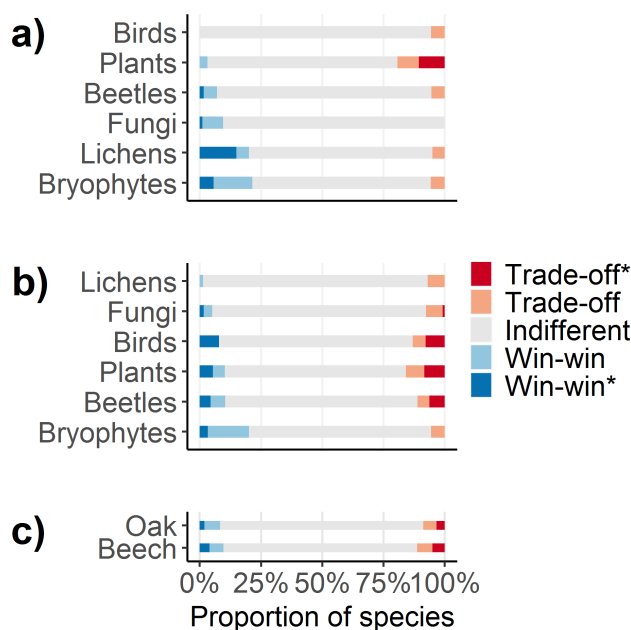 a)
Birds
Plants
Beetles
Fungi
Lichens
Bryophytes
b)
Lichens
Fungi
Birds
Plants
Beetles
Bryophytes
Trade-off*
Trade-off
Indifferent
Win-win
Win-win*
c)
Oak
Beech
0% 25% 50% 75% 100%
Proportion of species